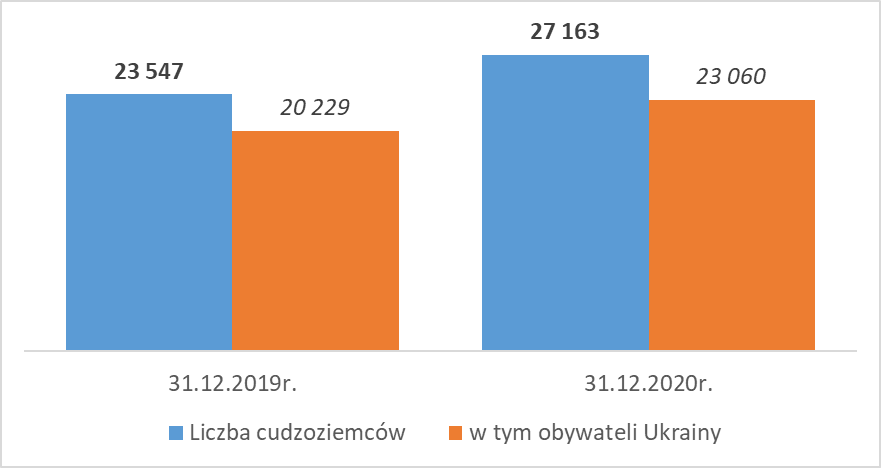 27 163
23 547
23 060
20 229
31.12.2019r.
31.12.2020r.
Liczba cudzoziemców
w tym obywateli Ukrainy